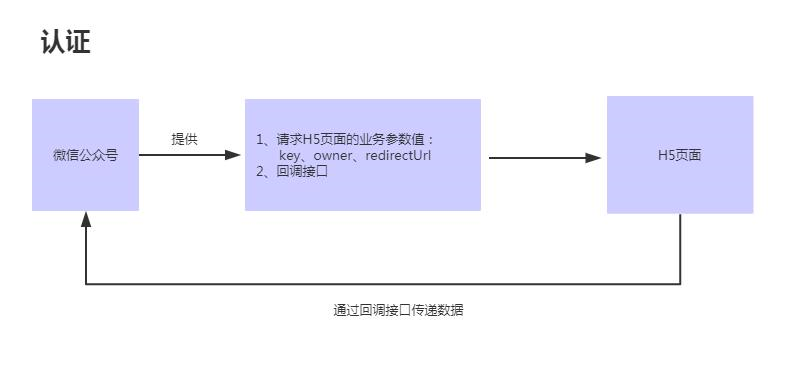 认证
微信公众号
提供
1、请求H5页面的业务参数值：
key、owner、redirectUrl
2、回调接口
H5页面
通过回调接口传递数据